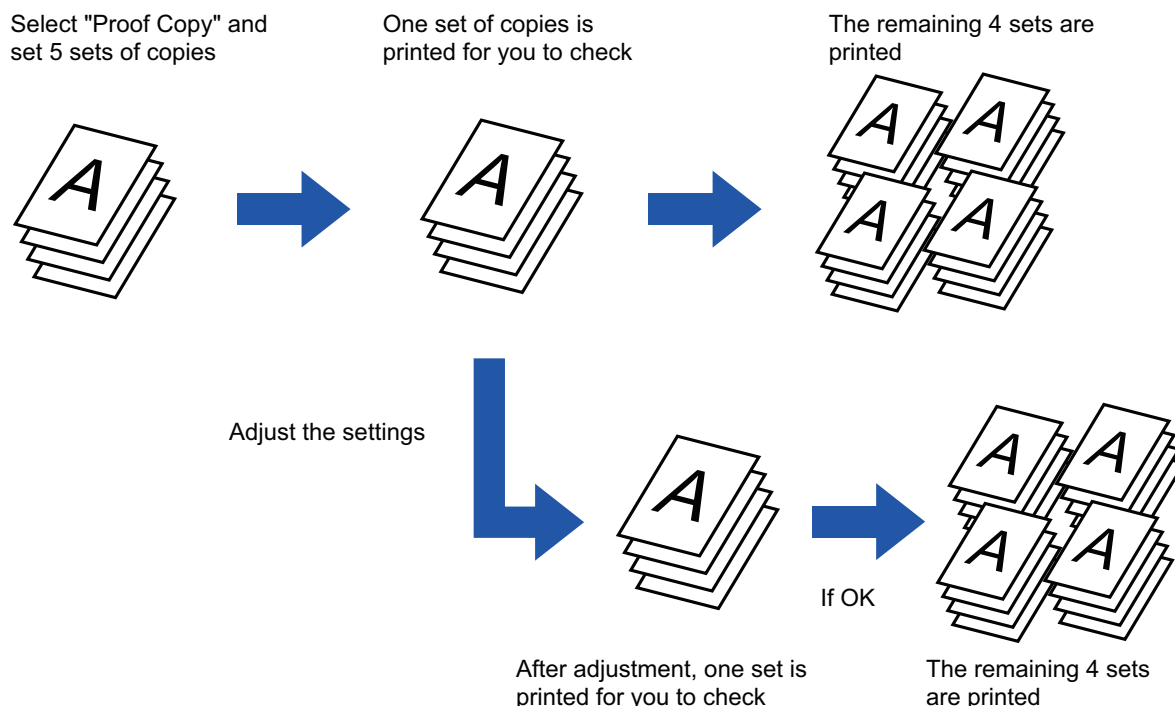 Select "Proof Copy" and
set 5 sets of copies
One set of copies is
printed for you to check
The remaining 4 sets are
printed
A
A
A
A
A
A
Adjust the settings
A
A
A
A
A
If OK
After adjustment, one set is
printed for you to check
The remaining 4 sets
are printed